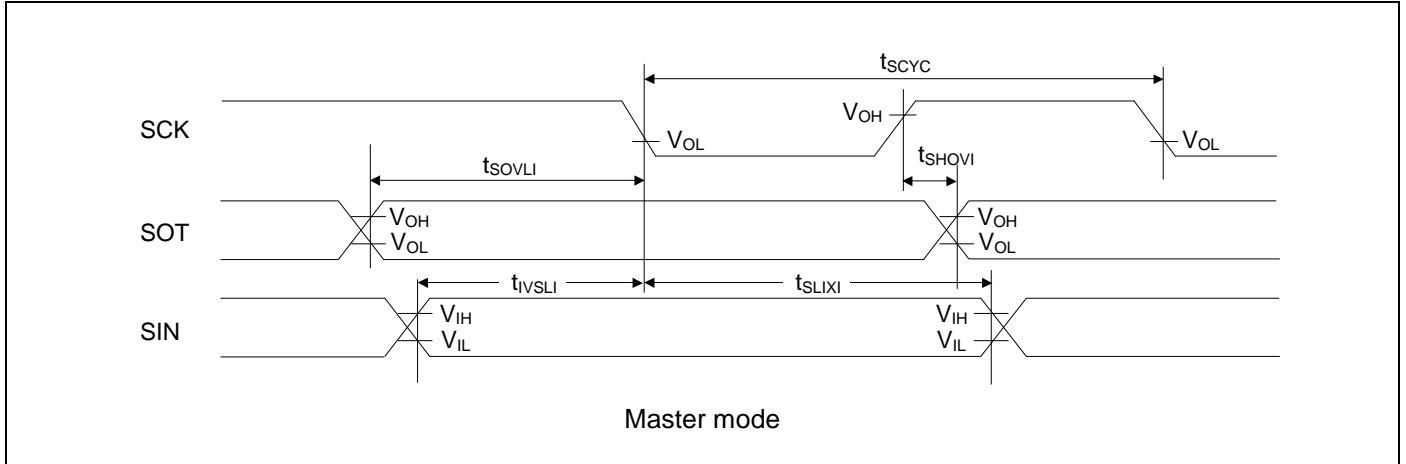 tSCYC
SCK
VOH
VOL
VOL
tSHOVI
tSOVLI
SOT
VOH
VOH
VOL
VOL
tIVSLI
tSLIXI
SIN
VIH
VIH
VIL
VIL
Master mode